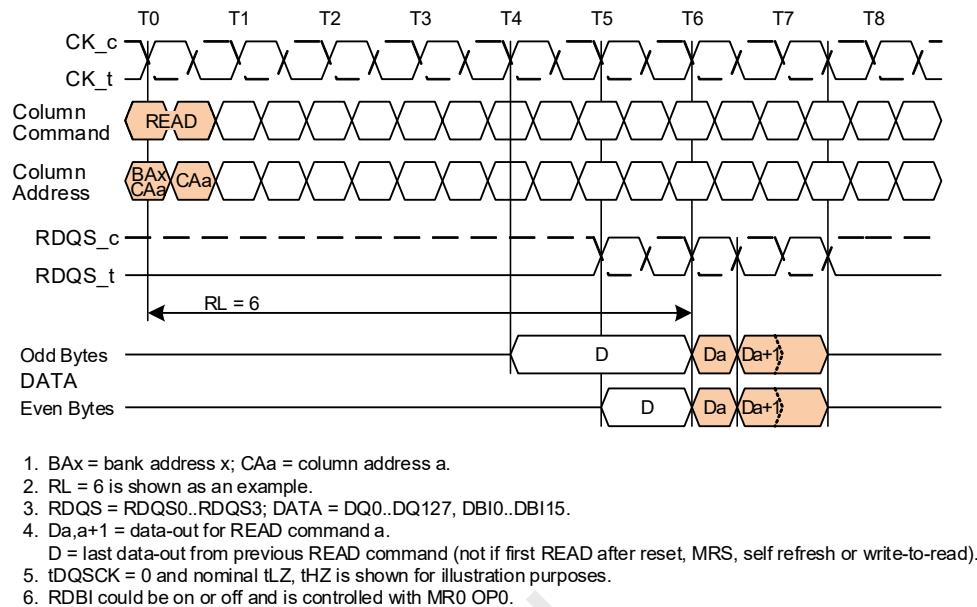 T0 T1 T2 T3 T4 T5 T6 T7 T8
CK_c
CK_t
Column
Command
READ
Column
Address
BAx
CAa
CAa
RDQS_c
RDQS_t
RL = 6
Odd Bytes
D
Da
Da+1
DATA
Even Bytes
D
Da
Da+1
1. BAx = bank address x; CAa = column address a.
2. RL = 6 is shown as an example.
3. RDQS = RDQS0..RDQS3; DATA = DQ0..DQ127, DBI0..DBI15.
4. Da,a+1 = data-out for READ command a.
D = last data-out from previous READ command (not if first READ after reset, MRS, self refresh or write-to-read).
5. tDQSCK = 0 and nominal tLZ, tHZ is shown for illustration purposes.
6. RDBI could be on or off and is controlled with MR0 OP0.